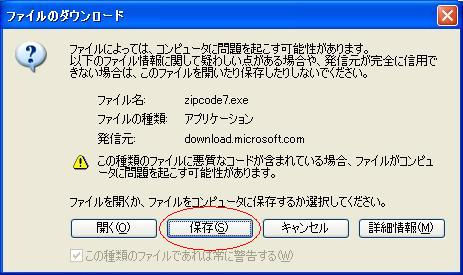 ファイルのダウンロード
ファイルによっては、コンピュータに問題を起こす可能性があります。
以下のファイル情報に関して疑わしい点がある場合や、発信元が完全に信用で
きない場合は、このファイルを開いたり保存したりしないでください。
ファイル名: zipcode7.exe
ファイルの種類: アプリケーション
発信元: download.microsoft.com
この種類のファイルに悪質なコードが含まれている場合、ファイルがコンピュ
ータに問題を起こす可能性があります。
ファイルを開くか、ファイルをコンピュータに保存するか選択してください。
開く(O) 保存(S) キャンセル 詳細情報(M)
この種類のファイルであれば常に警告する(W)